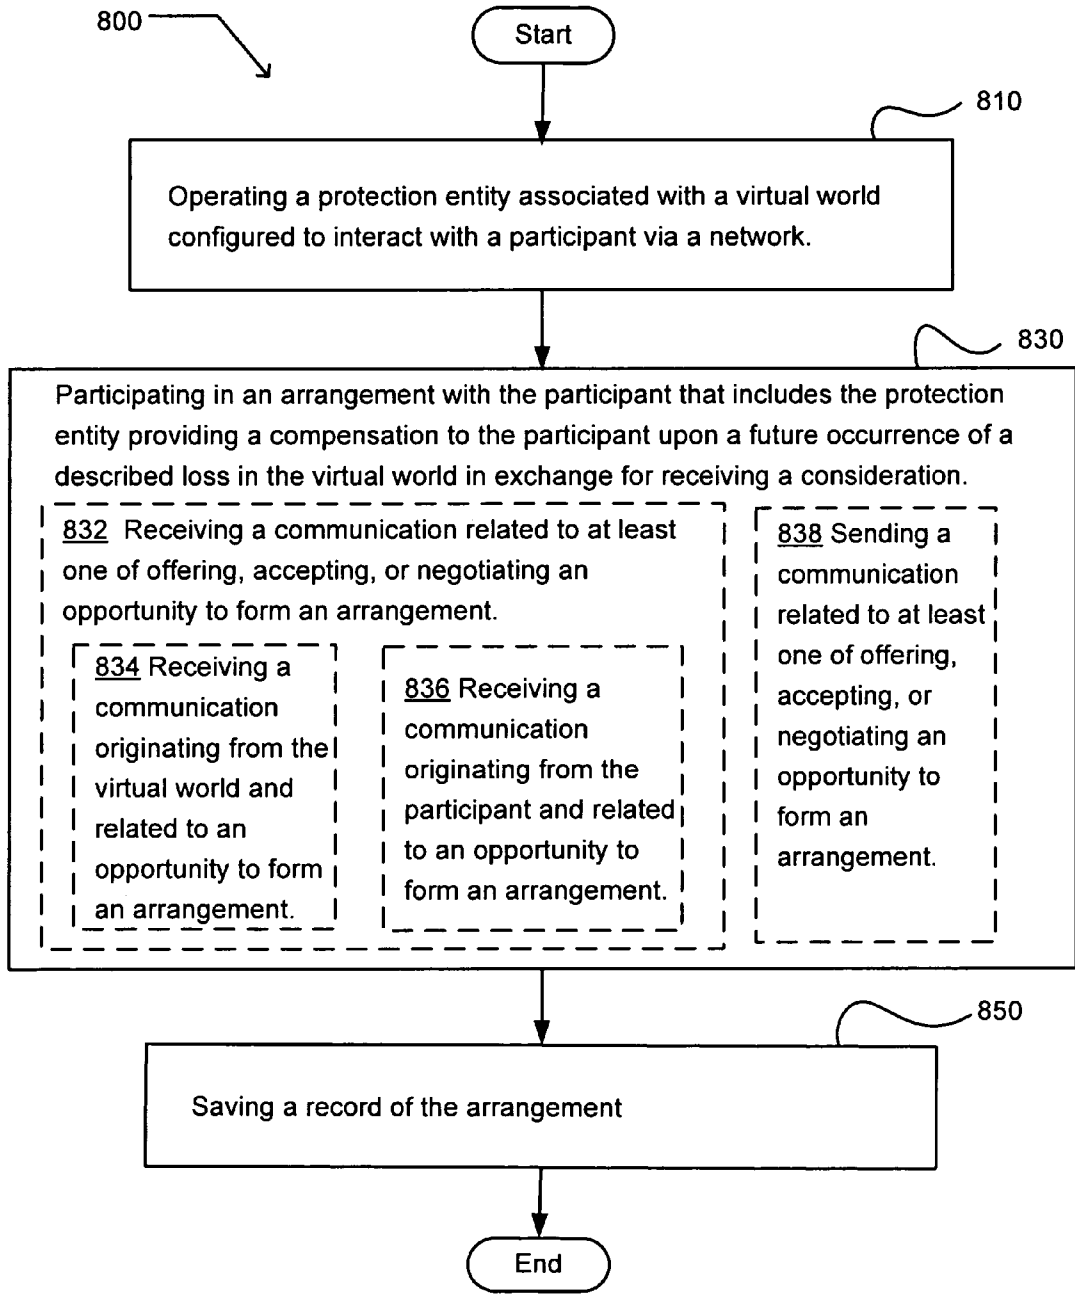 800
Start
810
Operating a protection entity associated with a virtual world
configured to interact with a participant via a network.
830
Participating in an arrangement with the participant that includes the protection
entity providing a compensation to the participant upon a future occurrence of a
described loss in the virtual world in exchange for receiving a consideration.
832 Receiving a communication related to at least
one of offering, accepting, or negotiating an
opportunity to form an arrangement.
834 Receiving a
communication
originating from the
virtual world and
related to an
opportunity to form
an arrangement.
836 Receiving a
communication
originating from the
participant and related
to an opportunity to
form an arrangement.
838 Sending a
communication
related to at least
one of offering,
accepting, or
negotiating an
opportunity to
form an
arrangement.
850
Saving a record of the arrangement
End